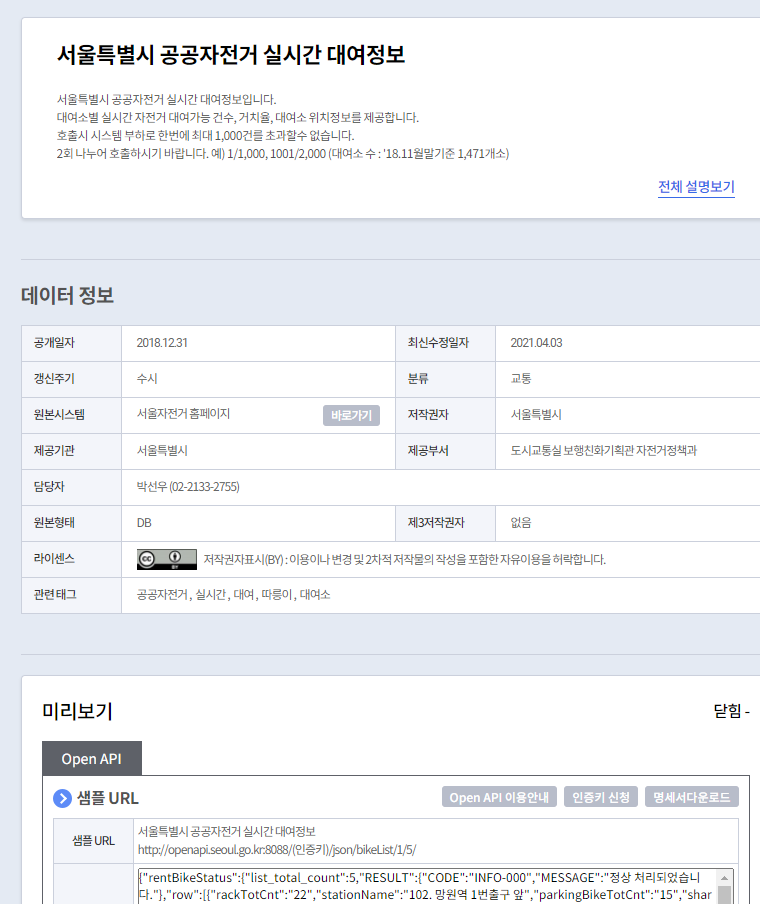 서울특별시 공공자전거 실시간 대여정보
서울특별시 공공자전거 실시간 대여정보입니다.
대여소별 실시간 자전거 대여가능 건수, 거치율, 대여소 위치정보를 제공합니다.
호출시 시스템 부하로 한번에 최대 1,000건을 초과할수 없습니다.
2회 나누어 호출하시기 바랍니다. 예) 1/1,000, 1001/2,000 (대여소 수 : '18.11월말기준 1,471개소)
전체 설명보기
데이터 정보
공개일자 2018.12.31 최신수정일자 2021.04.03
갱신주기 수시 분류 교통
원본시스템 서울자전거 홈페이지 바로가기 저작권자 서울특별시
제공기관 서울특별시 제공부서 도시교통실 보행친화기획관 자전거정책과
담당자 박선우 (02-2133-2755)
원본형태 DB 제3저작권자 없음
라이센스 cc 저작권자표시(BY) : 이용이나 변경 및 2차적 저작물의 작성을 포함한 자유이용을 허락합니다.
관련 태그 공공자전거 , 실시간 , 대여 , 따릉이 , 대여소
미리보기 닫힘 -
Open API
샘플 URL Open API 이용안내 인증키 신청 명세서다운로드
샘플 URL 서울특별시 공공자전거 실시간 대여정보
http://openapi.seoul.go.kr:8088/(인증키)/json/bikeList/1/5/
{"rentBikeStatus":{"list_total_count":5,"RESULT":{"CODE":"INFO-000","MESSAGE":"정상 처리되었습니
다."},"row":[{"rackTotCnt":"22","stationName":"102. 망원역 1번출구 앞","parkingBikeTotCnt":"15","shar